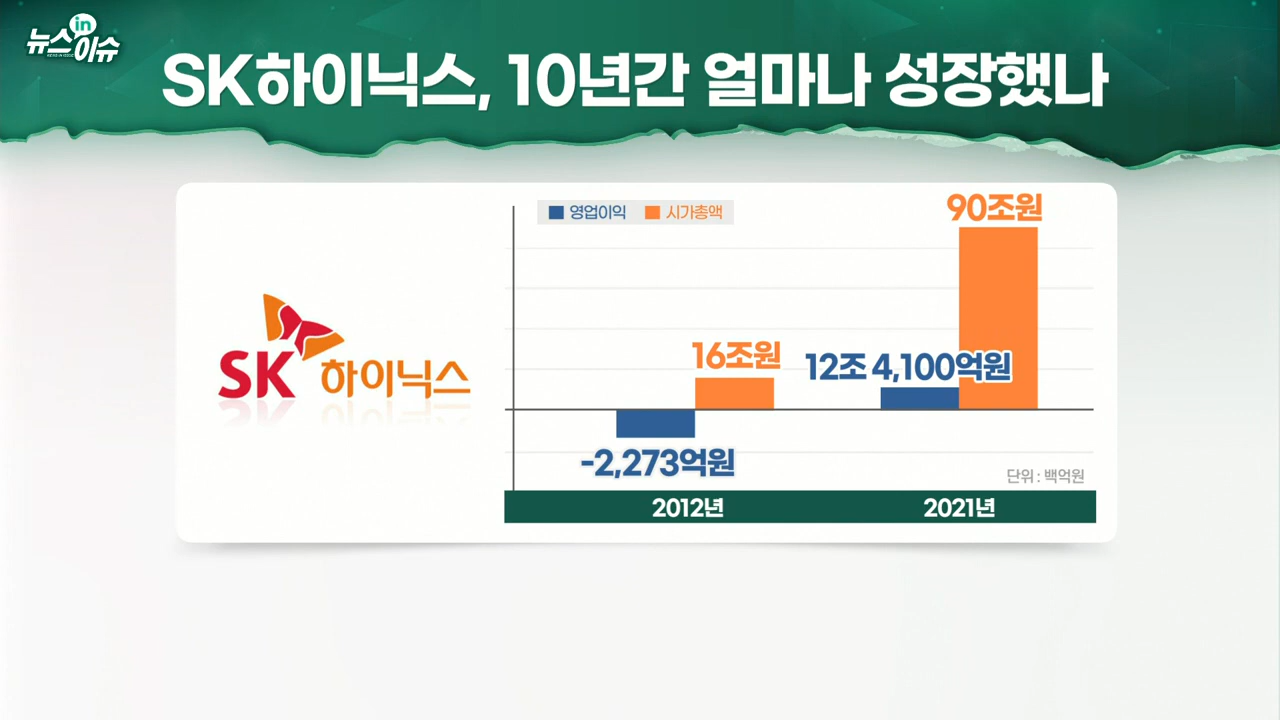 뉴스in이슈
SK하이닉스, 10년간 얼마나 성장했나
SK하이닉스
영업이익 시가총액
90조원
16조원
12조 4,100억원
-2,273억원
단위 : 백억원
2012년 2021년